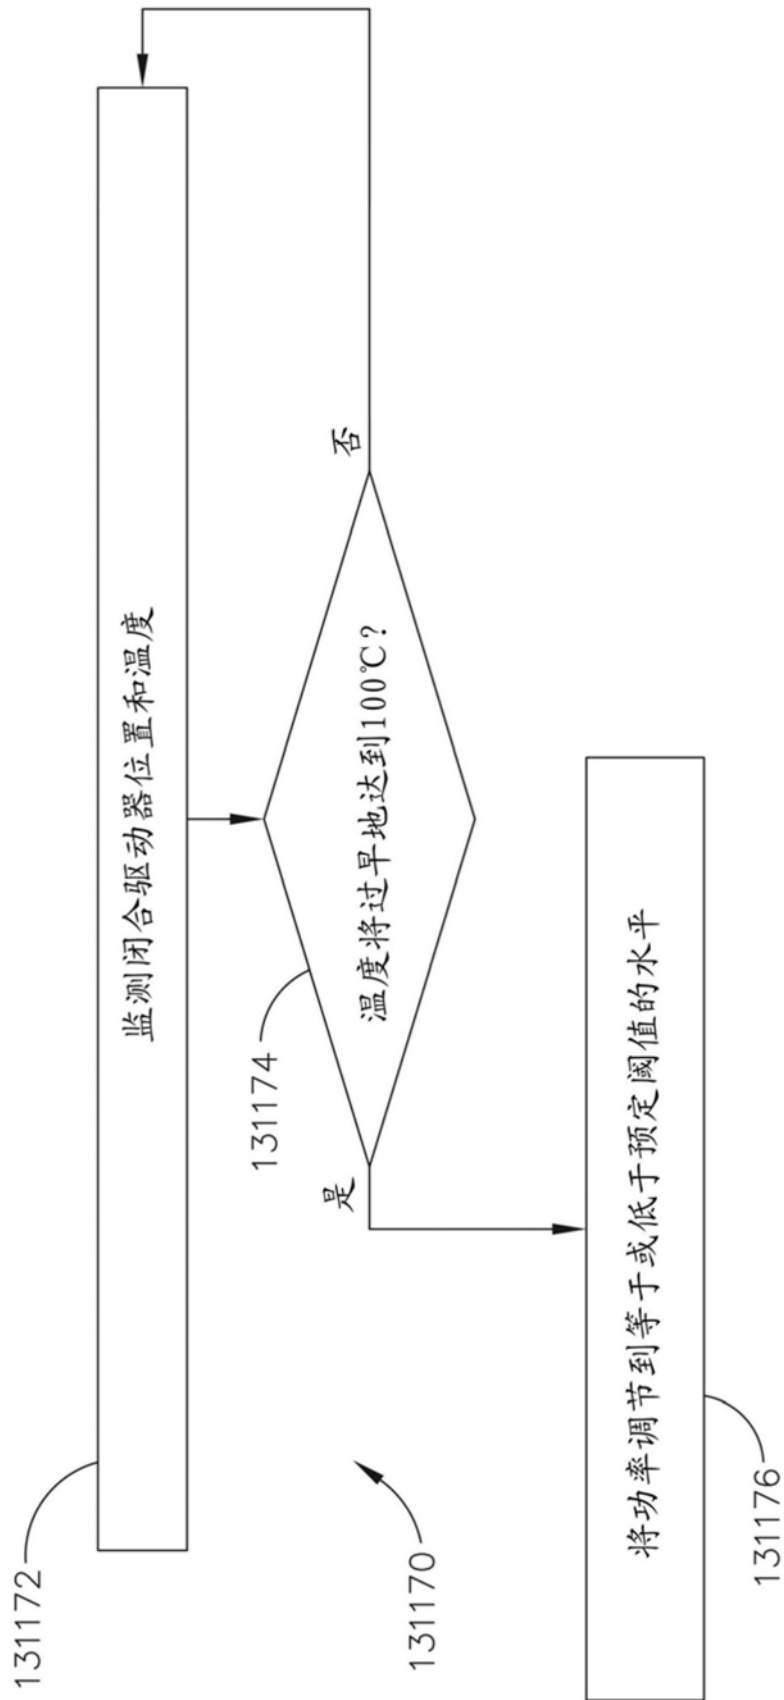 131172
监测闭合驱动器位置和温度
131174
温度将过早地达到100℃?
是
否
131170
将功率调节到等于或低于预定阈值的水平
131176